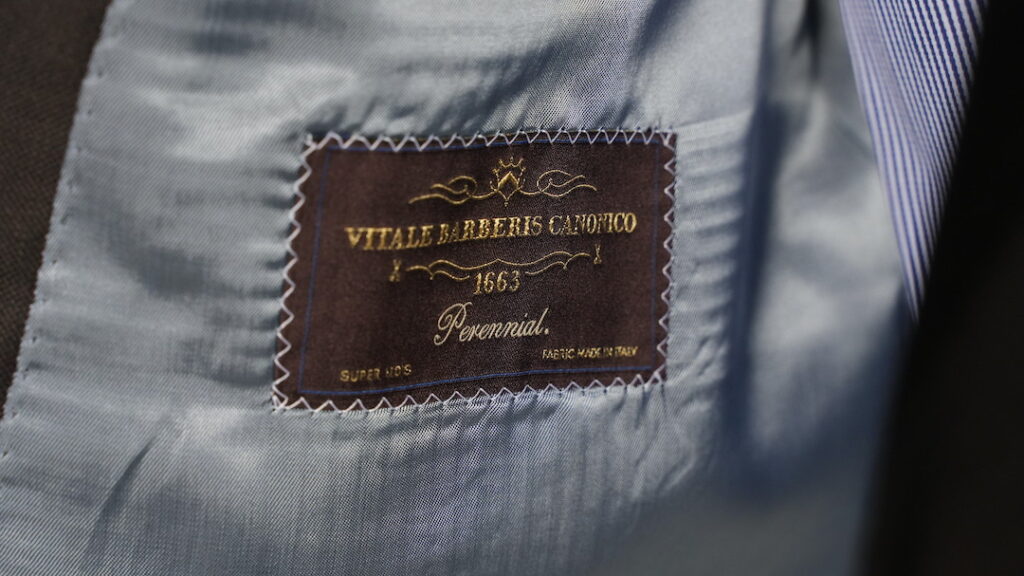 VITALE BARBERIS CANONICO
1663
Perennial.
SUPER 110'S
FABRIC MADE IN ITALY